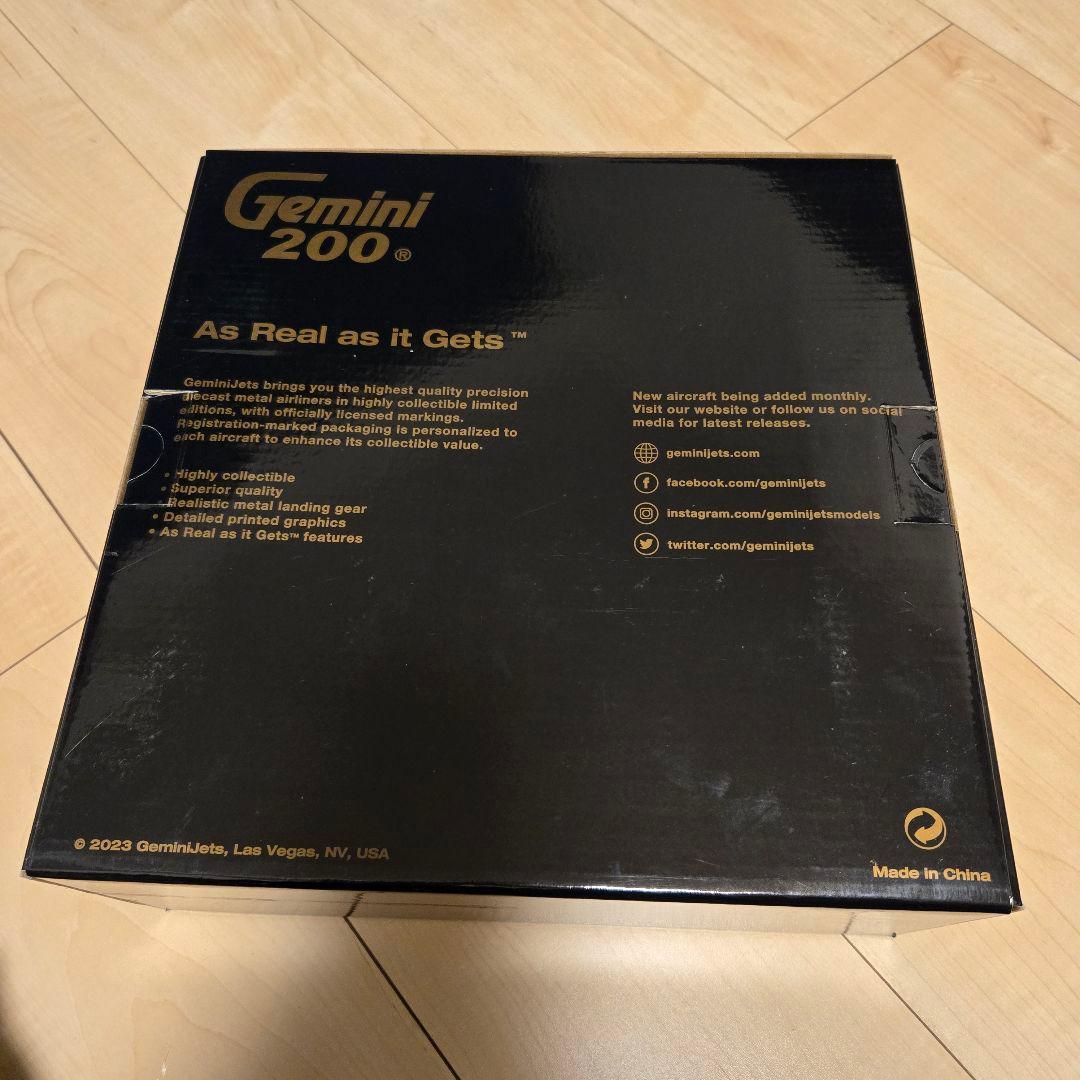 Gemini
200®
As Real as it Gets™
GeminiJets brings you the highest quality precision
diecast metal airliners in highly collectible limited
editions, with officially licensed markings.
Registration-marked packaging is personalized to
each aircraft to enhance its collectible value.
• Highly collectible
• Superior quality
• Realistic metal landing gear
• Detailed printed graphics
• As Real as it Gets™ features
New aircraft being added monthly.
Visit our website or follow us on social
media for latest releases.
geminijets.com
facebook.com/geminijets
instagram.com/geminijetsmodels
twitter.com/geminijets
© 2023 GeminiJets, Las Vegas, NV, USA
Made in China